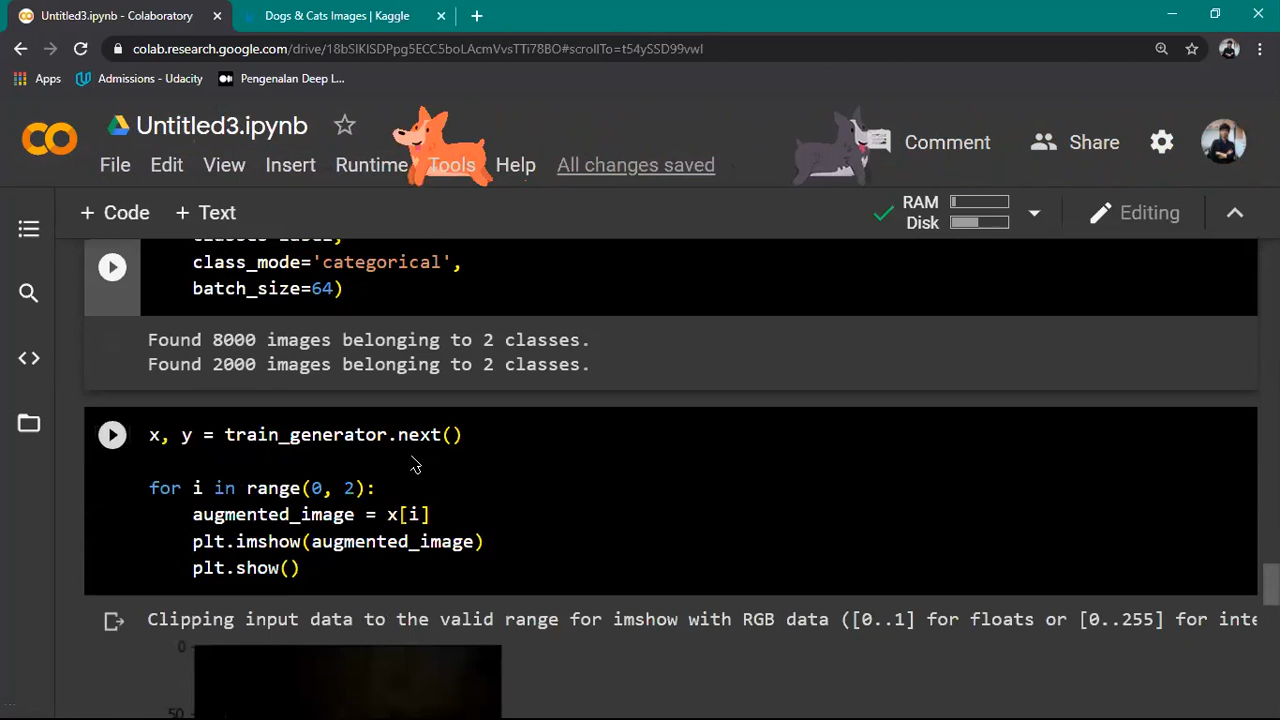 Untitled3.ipynb - Colaboratory
Dogs & Cats Images | Kaggle
colab.research.google.com/drive/18bSlKISDPpg5ECC5boLAcmVvsTTi78BO#scrollTo=t54ySSD99vwI
Apps
Admissions - Udacity
Pengenalan Deep L...
Untitled3.ipynb
Comment
Share
File Edit View Insert Runtime Tools Help All changes saved
+ Code + Text
RAM
Disk
Editing
class_mode='categorical',
batch_size=64)
Found 8000 images belonging to 2 classes.
Found 2000 images belonging to 2 classes.
x, y = train_generator.next()
for i in range(0, 2):
augmented_image = x[i]
plt.imshow(augmented_image)
plt.show()
Clipping input data to the valid range for imshow with RGB data ([0..1] for floats or [0..255] for inte
0
50